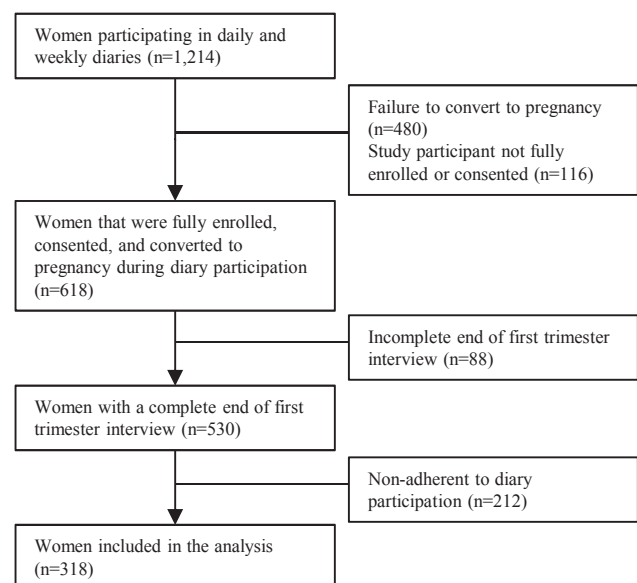 Women participating in daily and
weekly diaries (n=1,214)
Failure to convert to pregnancy
(n=480)
Study participant not fully
enrolled or consented (n=116)
Women that were fully enrolled,
consented, and converted to
pregnancy during diary participation
(n=618)
Incomplete end of first trimester
interview (n=88)
Women with a complete end of first
trimester interview (n=530)
Non-adherent to diary
participation (n=212)
Women included in the analysis
(n=318)